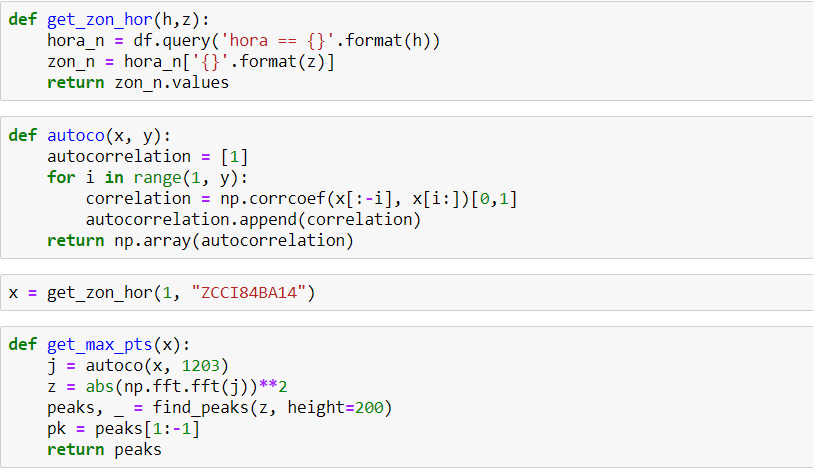 def get_zon_hor(h,z):
    hora_n = df.query('hora == {}'.format(h))
    zon_n = hora_n['{}'.format(z)]
    return zon_n.values
def autoco(x, y):
    autocorrelation = [1]
    for i in range(1, y):
        correlation = np.corrcoef(x[:-i], x[i:])[0,1]
        autocorrelation.append(correlation)
    return np.array(autocorrelation)
x = get_zon_hor(1, "ZCCI84BA14")
def get_max_pts(x):
    j = autoco(x, 1203)
    z = abs(np.fft.fft(j))**2
    peaks, _ = find_peaks(z, height=200)
    pk = peaks[1:-1]
    return peaks